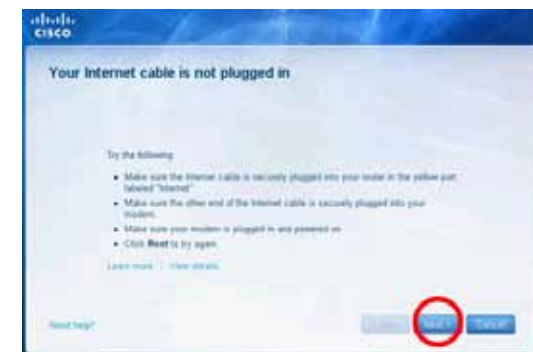 cisco
Your Internet cable is not plugged in
Try the following:
• Make sure the Internet cable is securely plugged into your router in the yellow port
labeled "Internet"
• Make sure the other end of the Internet cable is securely plugged into your
modem.
• Make sure your modem is plugged in and powered on
• Click Next to try again.
Learn more | View details
Need help?
Next
Cancel